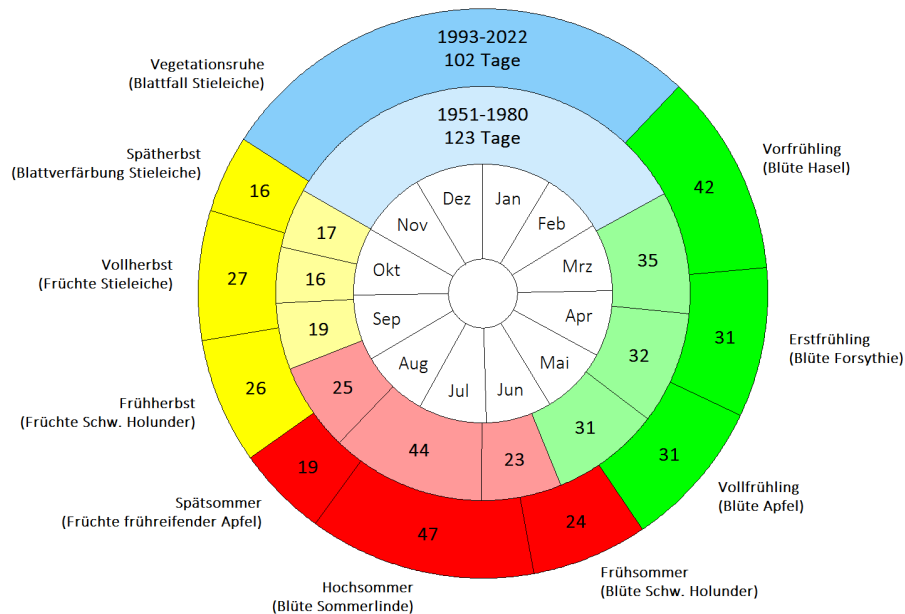 1993-2022
102 Tage
1951-1980
123 Tage
Vegetationsruhe
(Blattfall Stieleiche)
Vorfrühling
(Blüte Hasel)
Erstfrühling
(Blüte Forsythie)
Vollfrühling
(Blüte Apfel)
Frühsommer
(Blüte Schw. Holunder)
Hochsommer
(Blüte Sommerlinde)
Spätsommer
(Früchte frühreifender Apfel)
Frühherbst
(Früchte Schw. Holunder)
Vollherbst
(Früchte Stieleiche)
Spätherbst
(Blattverfärbung Stieleiche)
42
31
31
24
47
19
26
27
16
35
32
31
23
44
25
19
16
17
Jan
Feb
Mrz
Apr
Mai
Jun
Jul
Aug
Sep
Okt
Nov
Dez